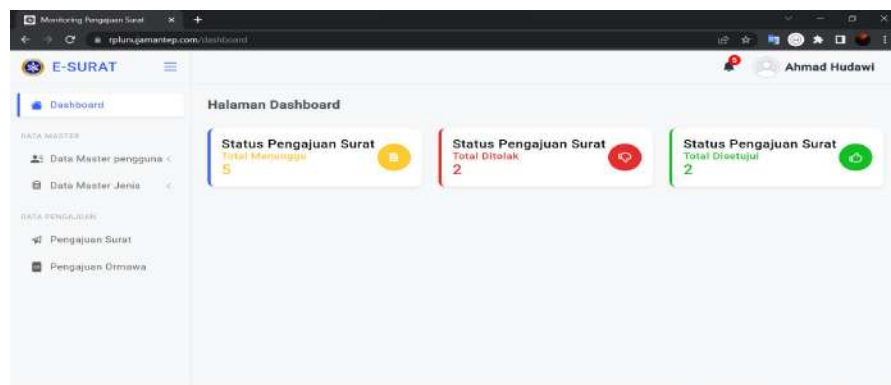 Monitoring Pengajuan Surat
rplunujamantep.com/dashboard
E-SURAT
5
Ahmad Hudawi
Dashboard
Halaman Dashboard
DATA MASTER
Data Master pengguna
Data Master Jenis
DATA PENGAJUAN
Pengajuan Surat
Pengajuan Ormawa
Status Pengajuan Surat
Total Menunggu
5
Status Pengajuan Surat
Total Ditolak
2
Status Pengajuan Surat
Total Disetujui
2